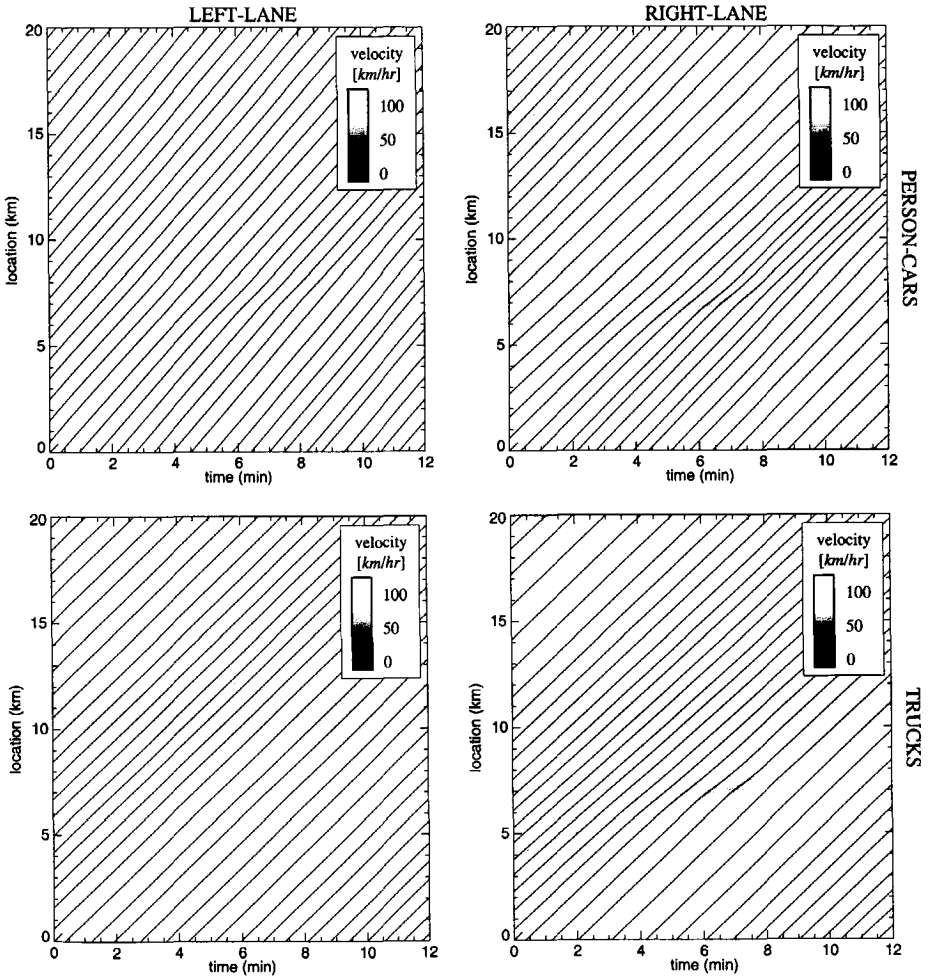 LEFT-LANE
RIGHT-LANE
20
15
10
5
0
location (km)
velocity
[km/hr]
100
50
0
0 2 4 6 8 10 12
time (min)
20
15
10
5
0
location (km)
velocity
[km/hr]
100
50
0
0 2 4 6 8 10 12
time (min)
PERSON-CARS
20
15
10
5
0
location (km)
velocity
[km/hr]
100
50
0
0 2 4 6 8 10 12
time (min)
20
15
10
5
0
location (km)
velocity
[km/hr]
100
50
0
0 2 4 6 8 10 12
time (min)
TRUCKS